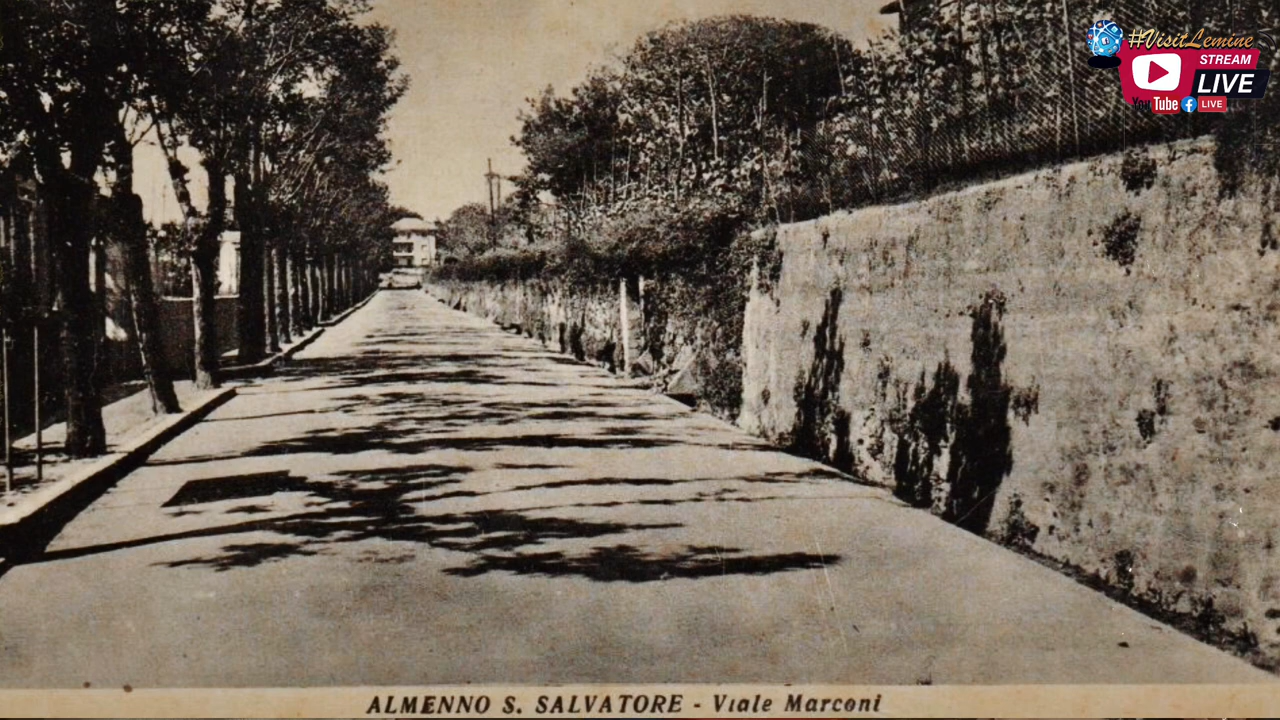 #VisitLemine
STREAM
LIVE
YouTube
LIVE
ALMENNO S. SALVATORE - Viale Marconi